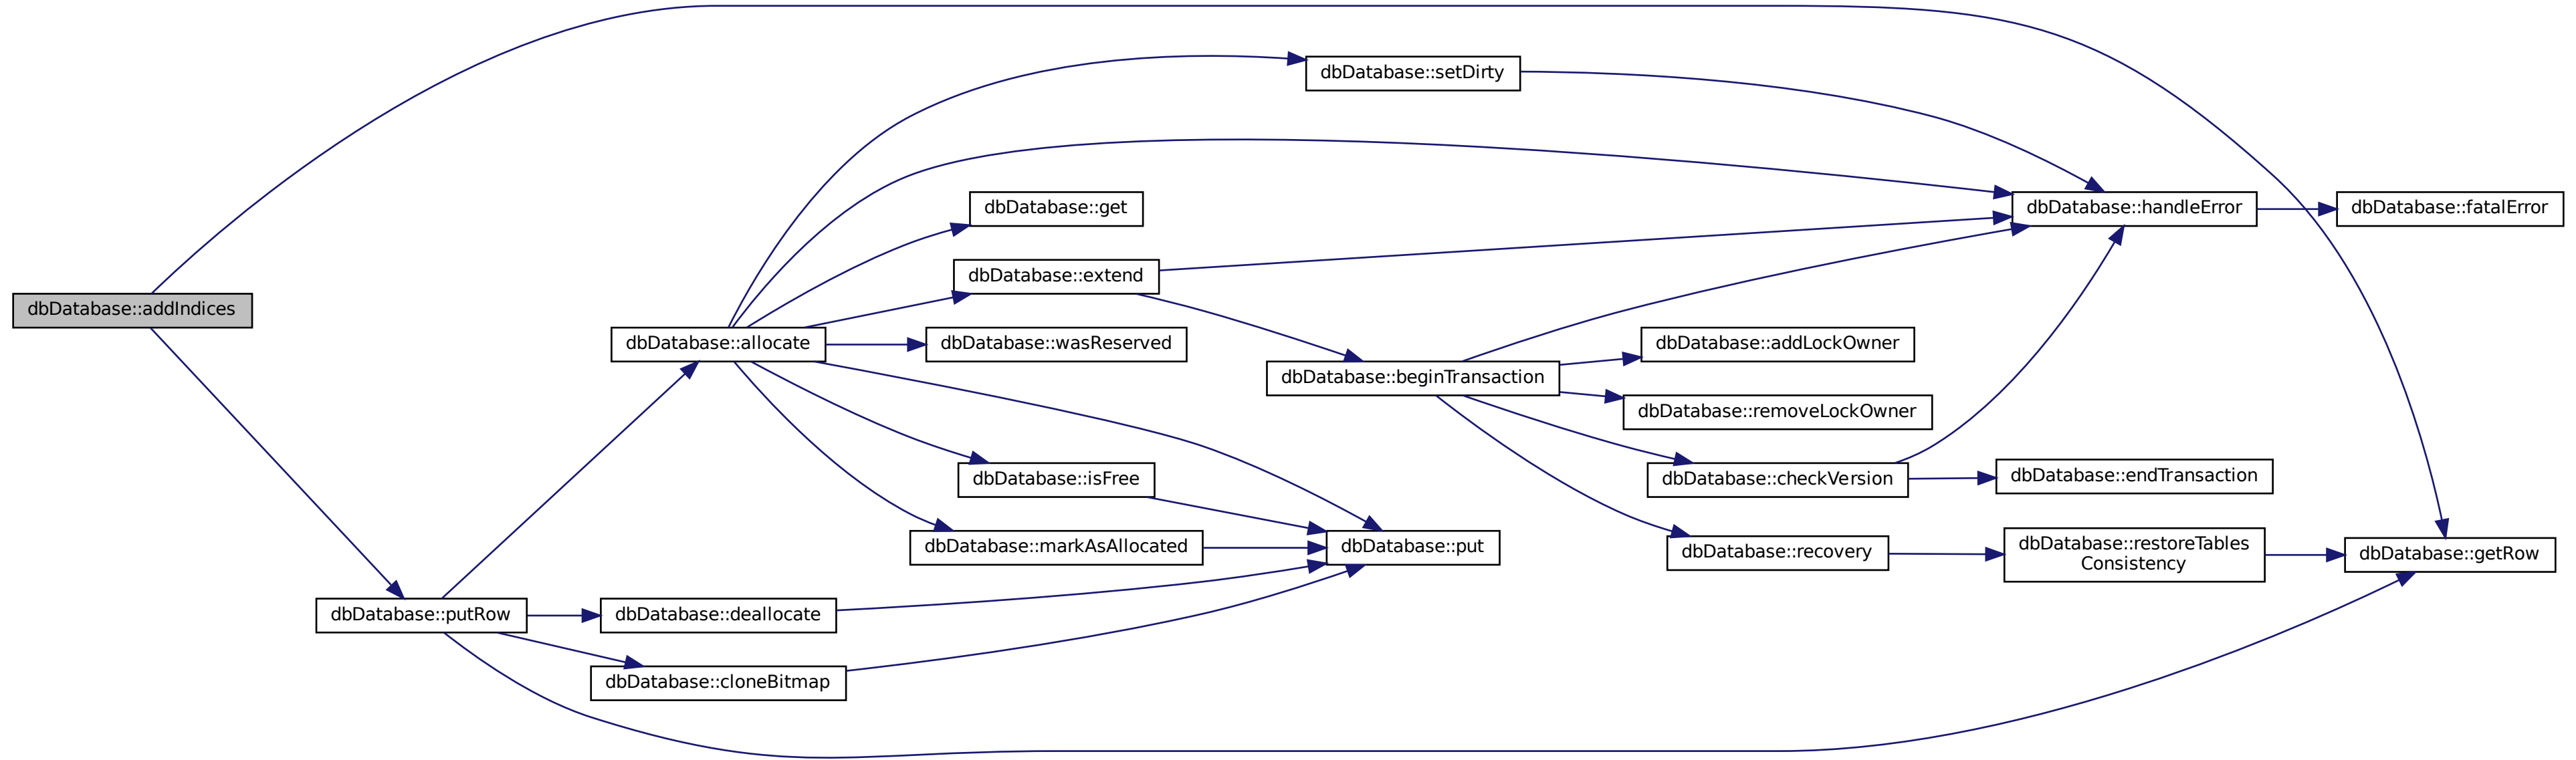 dbDatabase::addIndices
dbDatabase::putRow
dbDatabase::allocate
dbDatabase::deallocate
dbDatabase::cloneBitmap
dbDatabase::get
dbDatabase::extend
dbDatabase::wasReserved
dbDatabase::isFree
dbDatabase::markAsAllocated
dbDatabase::setDirty
dbDatabase::beginTransaction
dbDatabase::put
dbDatabase::addLockOwner
dbDatabase::removeLockOwner
dbDatabase::checkVersion
dbDatabase::recovery
dbDatabase::handleError
dbDatabase::endTransaction
dbDatabase::restoreTables
Consistency
dbDatabase::fatalError
dbDatabase::getRow